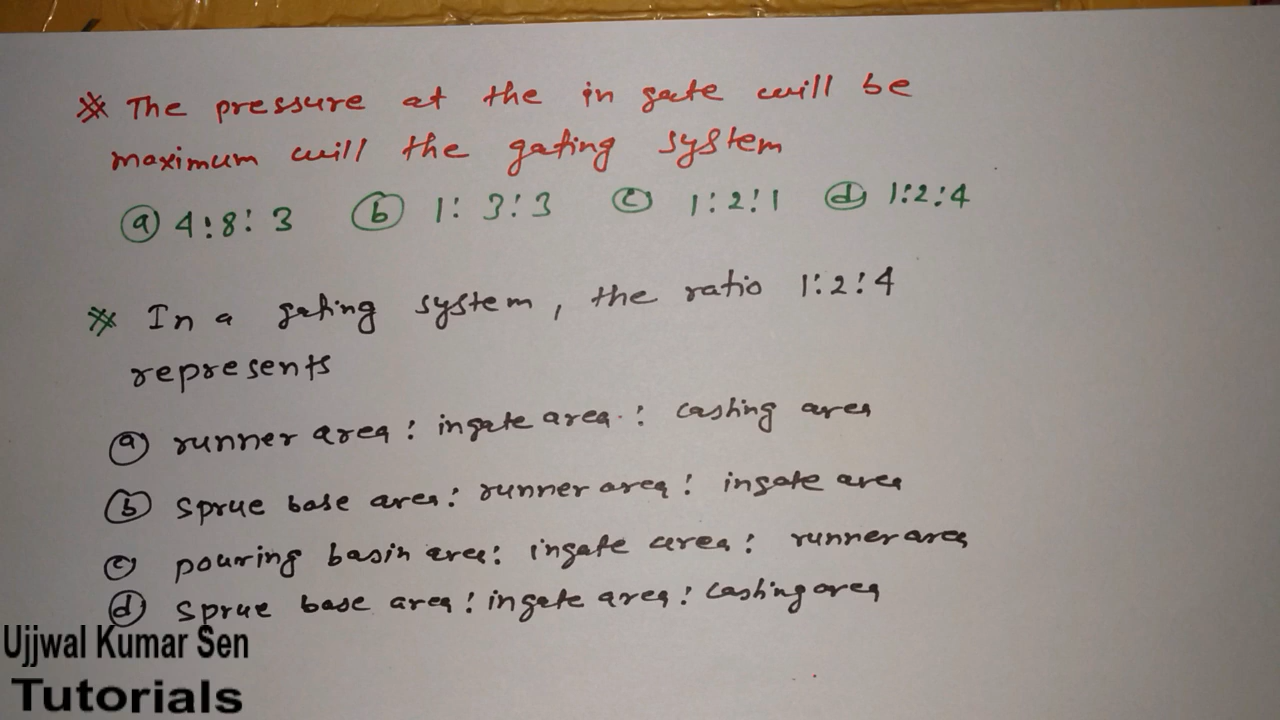 ※ The pressure at the in gate will be
maximum will the gating system
(a) 4:8:3 (b) 1:3:3 (c) 1:2:1 (d) 1:2:4
※ In a gating system, the ratio 1:2:4
represents
(a) runner area : ingate area : casting area
(b) sprue base area : runner area : ingate area
(c) pouring basin area : ingate area : runner area
(d) sprue base area : ingate area : casting area
Ujjwal Kumar Sen
Tutorials